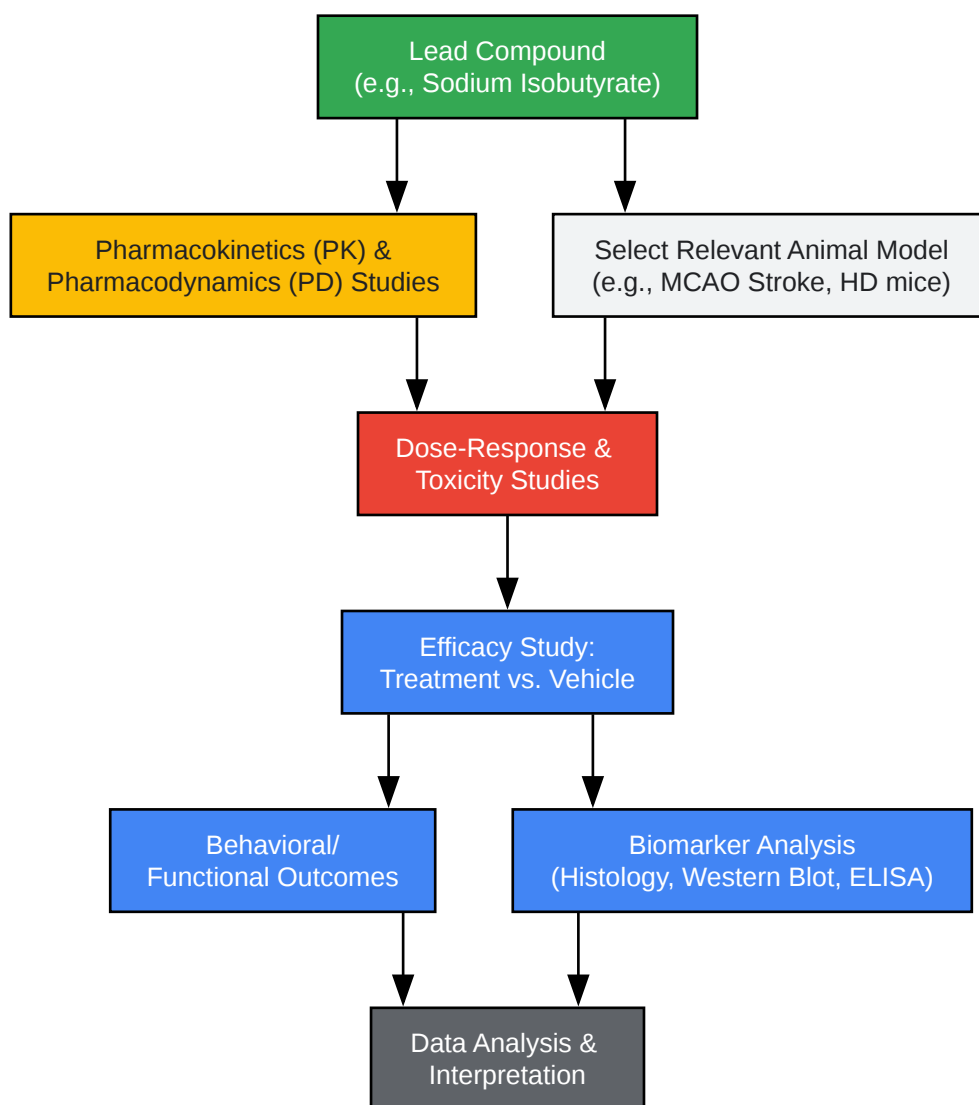 Lead Compound
(e.g., Sodium Isobutyrate)
Pharmacokinetics (PK) &
Pharmacodynamics (PD) Studies
Select Relevant Animal Model
(e.g., MCAO Stroke, HD mice)
Dose-Response &
Toxicity Studies
Efficacy Study:
Treatment vs. Vehicle
Behavioral/
Functional Outcomes
Biomarker Analysis
(Histology, Western Blot, ELISA)
Data Analysis &
Interpretation